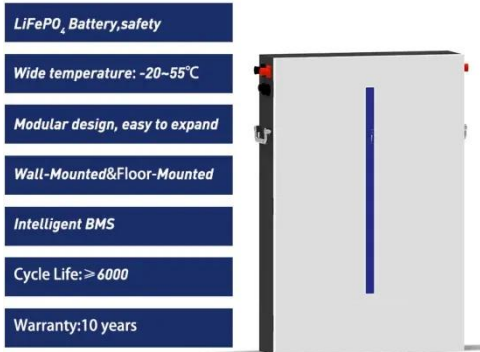 LiFePO₄ Battery,safety
Wide temperature: -20~55℃
Modular design, easy to expand
Wall-Mounted&Floor-Mounted
Intelligent BMS
Cycle Life:≥6000
Warranty:10 years